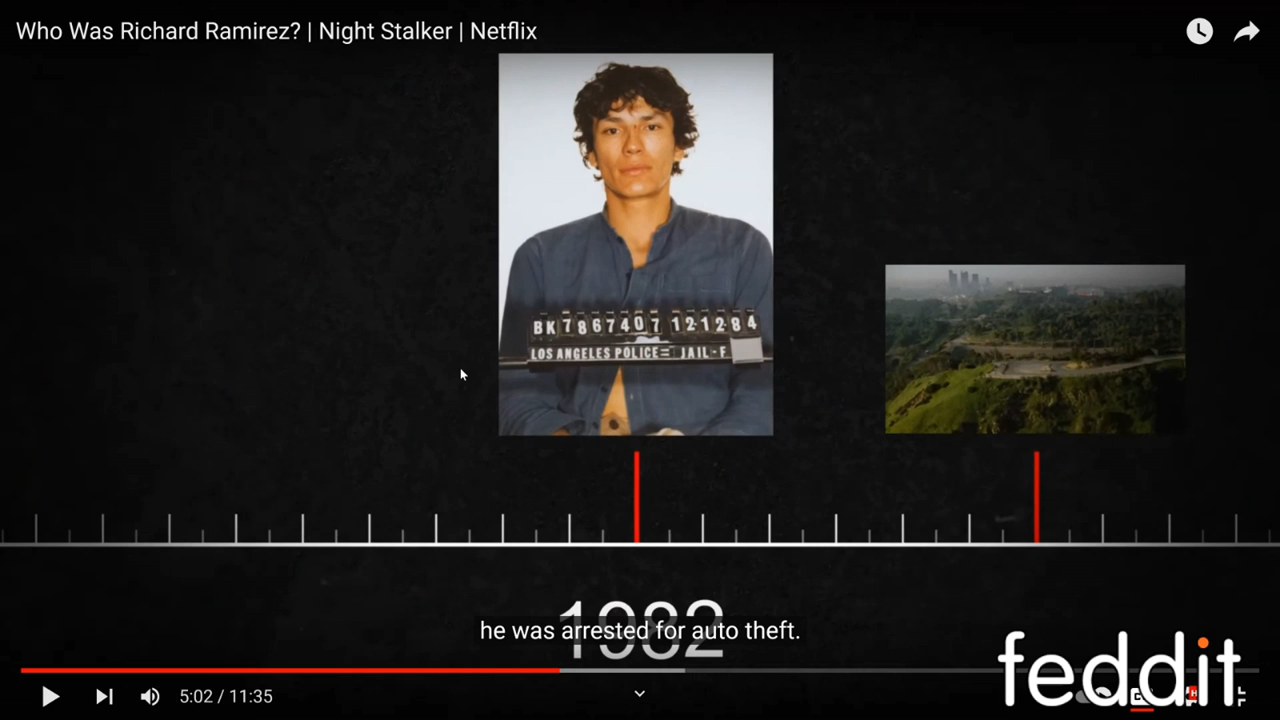 Who Was Richard Ramirez? | Night Stalker | Netflix
BK 7867407 121284
LOS ANGELES POLICE= JAIL-F
1982
he was arrested for auto theft.
5:02 / 11:35
feddit